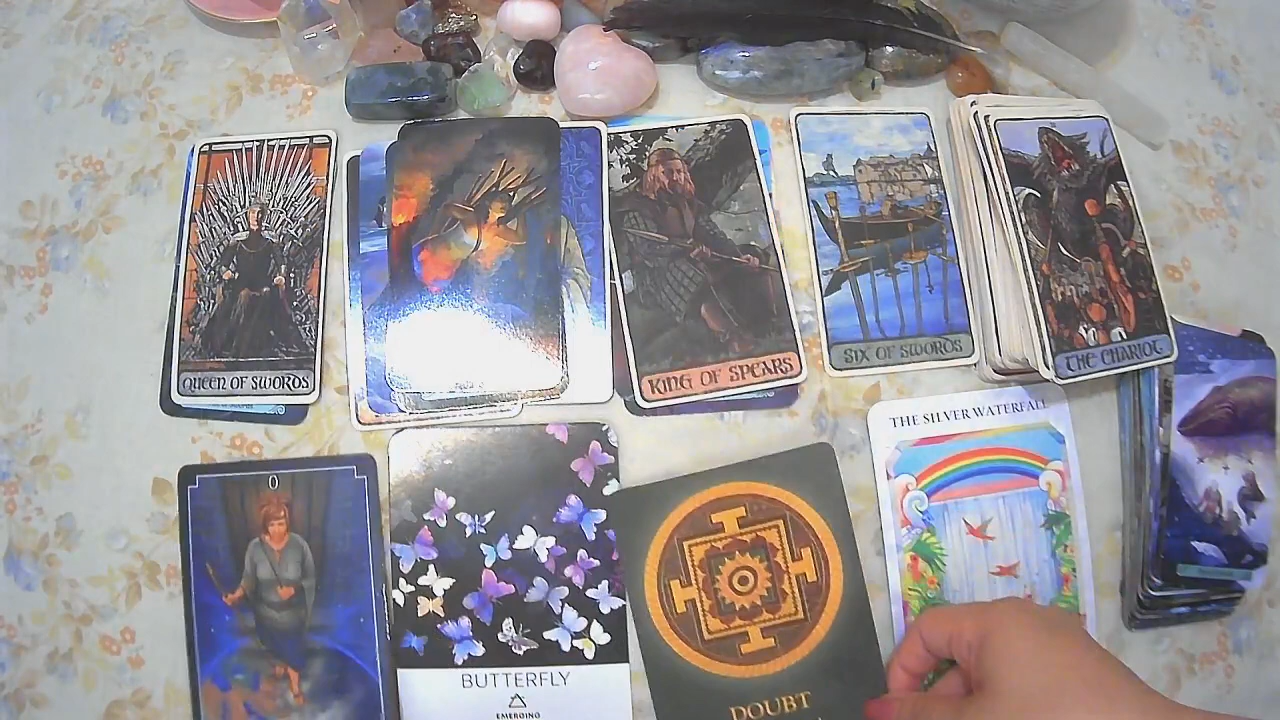 QUEEN OF SWORDS
KING OF SPEARS
SIX OF SWORDS
THE CHARIOT
0
BUTTERFLY
EMERGING
DOUBT
THE SILVER WATERFALL